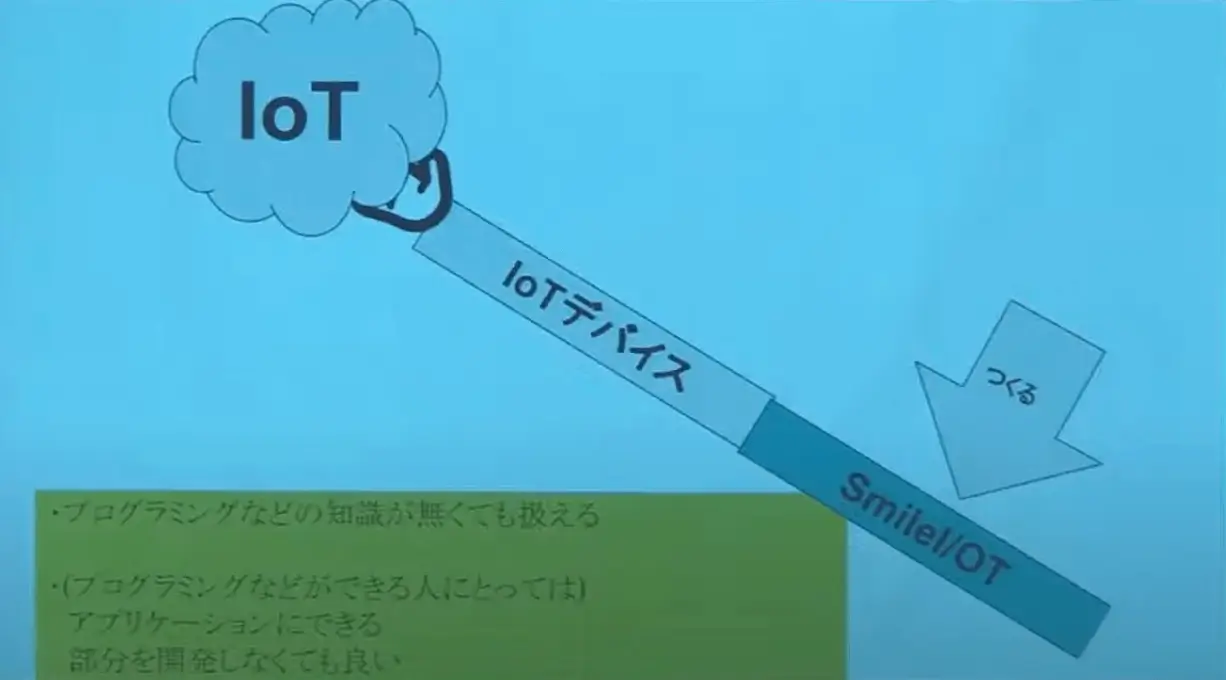 IoT
IoTデバイス
つくる
SmileI/OT
・プログラミングなどの知識が無くても扱える
・(プログラミングなどができる人にとっては)
アプリケーションにできる
部分を開発しなくても良い